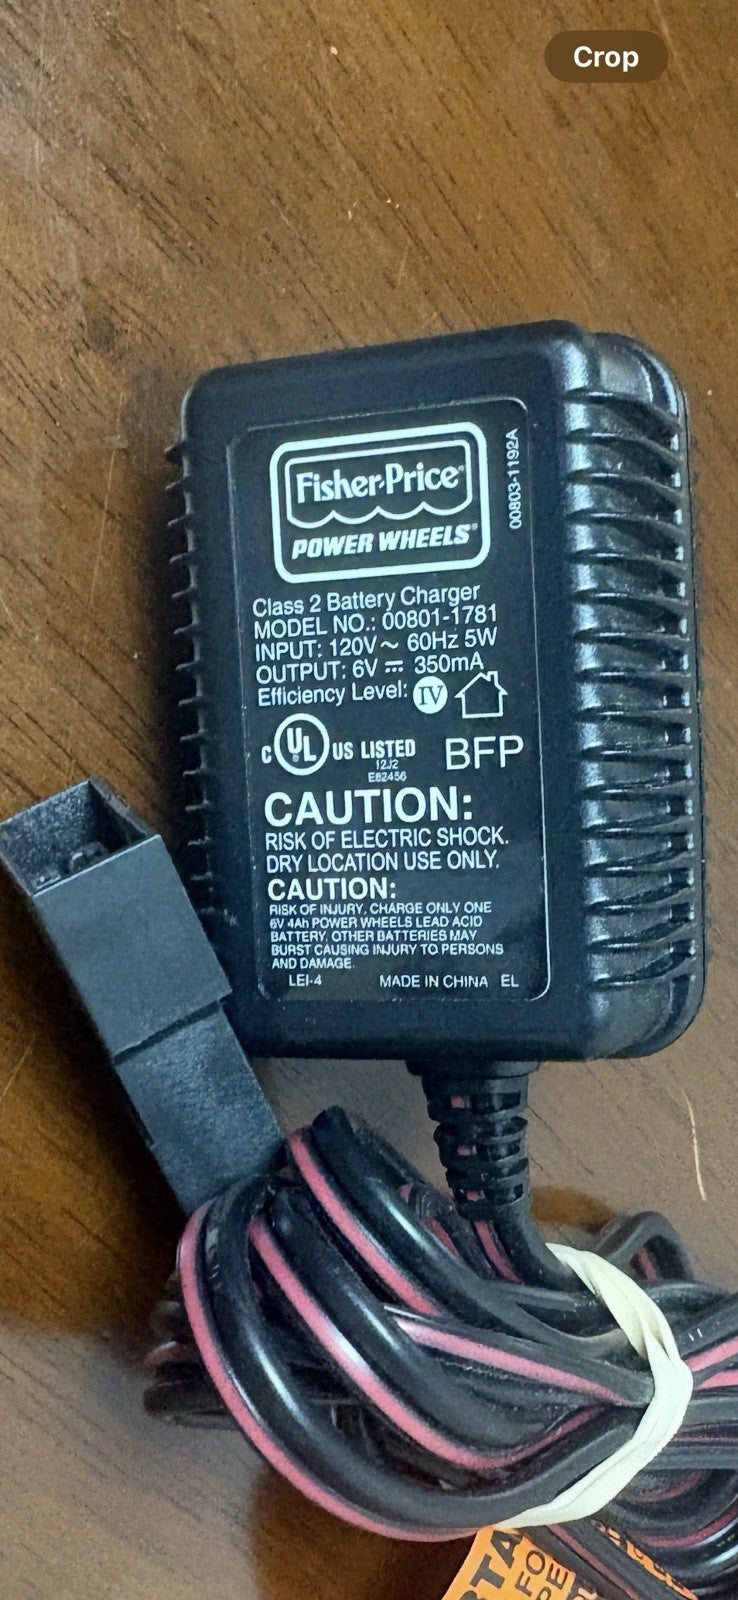 Crop
Fisher-Price®
POWER WHEELS®
00803-1192A
Class 2 Battery Charger
MODEL NO.: 00801-1781
INPUT: 120V ~ 60Hz 5W
OUTPUT: 6V ⎓ 350mA
Efficiency Level: IV
C UL® US LISTED
12J2
E82456
BFP
CAUTION:
RISK OF ELECTRIC SHOCK.
DRY LOCATION USE ONLY.
CAUTION:
RISK OF INJURY. CHARGE ONLY ONE
6V 4Ah POWER WHEELS LEAD ACID
BATTERY. OTHER BATTERIES MAY
BURST CAUSING INJURY TO PERSONS
AND DAMAGE.
LEI-4 MADE IN CHINA EL